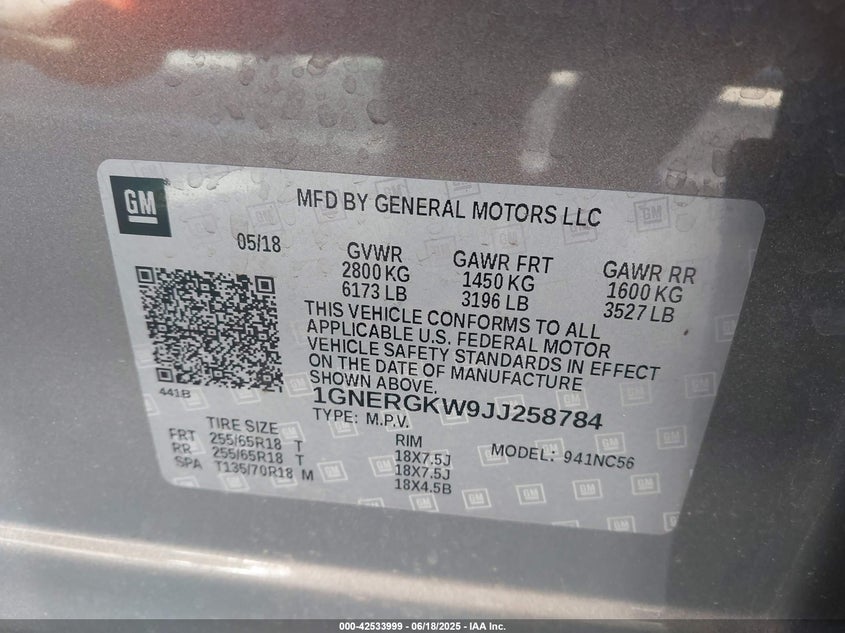 GM
MFD BY GENERAL MOTORS LLC
05/18
GVWR
2800 KG
6173 LB
GAWR FRT
1450 KG
3196 LB
GAWR RR
1600 KG
3527 LB
THIS VEHICLE CONFORMS TO ALL
APPLICABLE U.S. FEDERAL MOTOR
VEHICLE SAFETY STANDARDS IN EFFECT
ON THE DATE OF MANUFACTURE
SHOWN ABOVE.
441B
1GNERGKW9JJ258784
TYPE: M.P.V.
MODEL: 941NC56
TIRE SIZE RIM
FRT 255/65R18 T 18X7.5J
RR 255/65R18 T 18X7.5J
SPA T135/70R18 M 18X4.5B
000-42533999 - 06/18/2025 - IAA Inc.